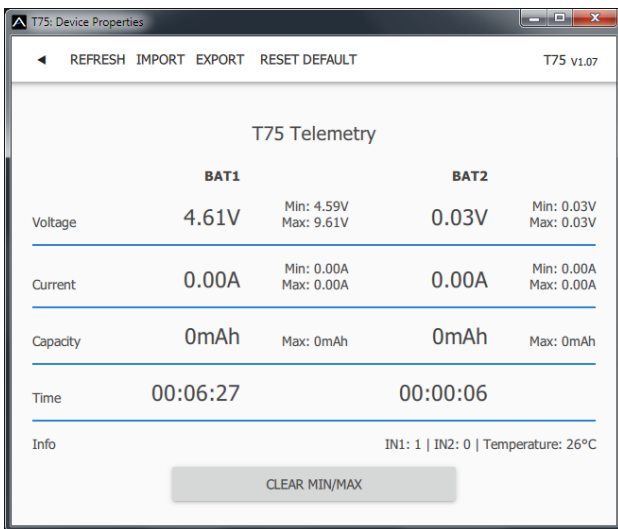 T75: Device Properties
◄ REFRESH IMPORT EXPORT RESET DEFAULT T75 V1.07
T75 Telemetry
BAT1 BAT2
Voltage 4.61V Min: 4.59V Max: 9.61V 0.03V Min: 0.03V Max: 0.03V
Current 0.00A Min: 0.00A Max: 0.00A 0.00A Min: 0.00A Max: 0.00A
Capacity 0mAh Max: 0mAh 0mAh Max: 0mAh
Time 00:06:27 00:00:06
Info IN1: 1 | IN2: 0 | Temperature: 26°C
CLEAR MIN/MAX